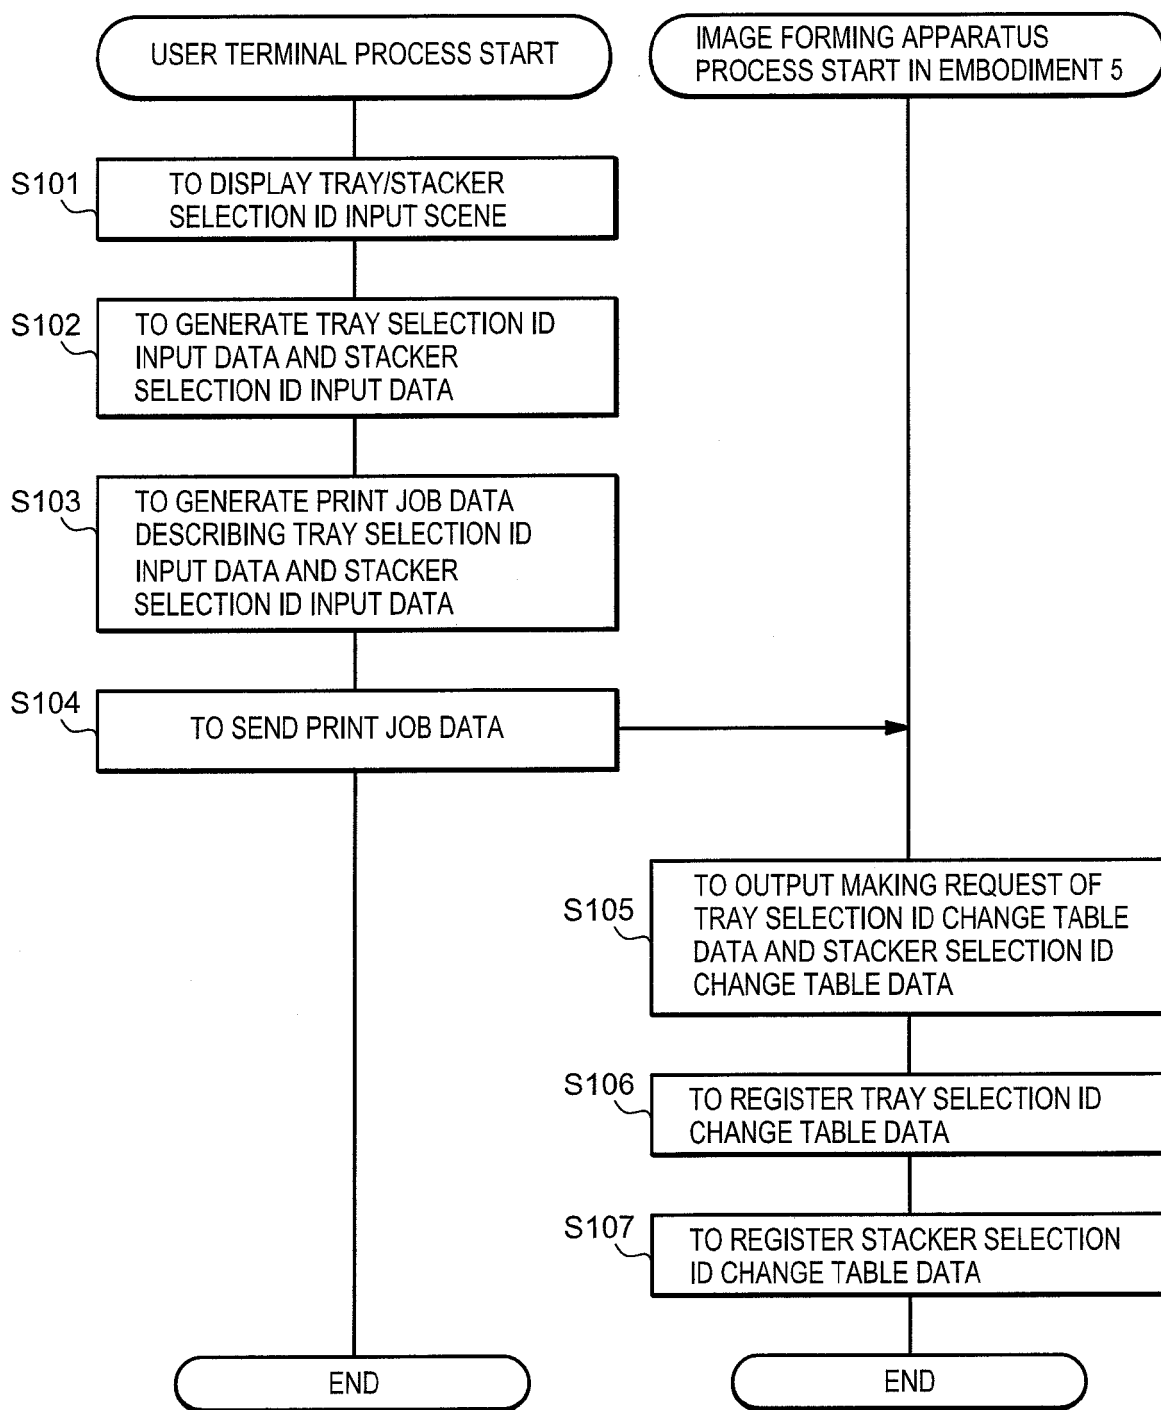 USER TERMINAL PROCESS START
IMAGE FORMING APPARATUS
PROCESS START IN EMBODIMENT 5
S101
TO DISPLAY TRAY/STACKER
SELECTION ID INPUT SCENE
S102
TO GENERATE TRAY SELECTION ID
INPUT DATA AND STACKER
SELECTION ID INPUT DATA
S103
TO GENERATE PRINT JOB DATA
DESCRIBING TRAY SELECTION ID
INPUT DATA AND STACKER
SELECTION ID INPUT DATA
S104
TO SEND PRINT JOB DATA
S105
TO OUTPUT MAKING REQUEST OF
TRAY SELECTION ID CHANGE TABLE
DATA AND STACKER SELECTION ID
CHANGE TABLE DATA
S106
TO REGISTER TRAY SELECTION ID
CHANGE TABLE DATA
S107
TO REGISTER STACKER SELECTION
ID CHANGE TABLE DATA
END
END